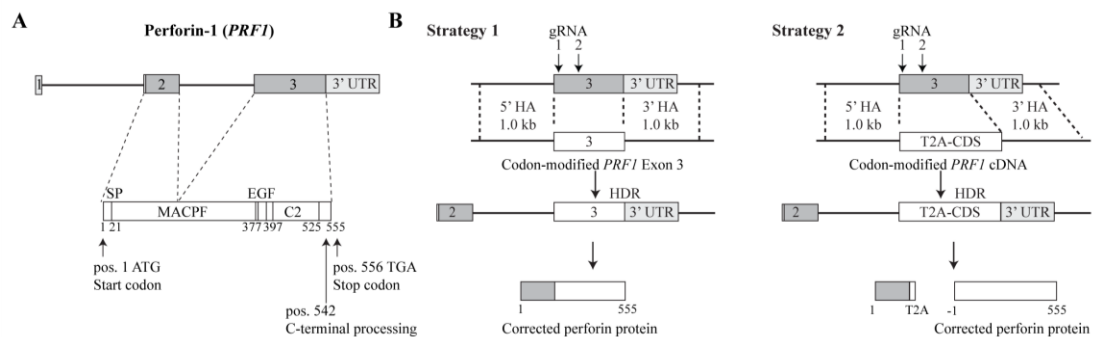 A
Perforin-1 (PRF1)
1
2
3
3' UTR
SP
EGF
MACPF
C2
1 21
377 397
525 555
pos. 1 ATG
Start codon
pos. 556 TGA
Stop codon
pos. 542
C-terminal processing
B
Strategy 1
gRNA
1 2
3
3' UTR
5' HA
1.0 kb
3' HA
1.0 kb
3
Codon-modified PRF1 Exon 3
HDR
2
3
3' UTR
1
555
Corrected perforin protein
Strategy 2
gRNA
1 2
3
3' UTR
5' HA
1.0 kb
3' HA
1.0 kb
T2A-CDS
Codon-modified PRF1 cDNA
HDR
2
T2A-CDS
3' UTR
1
T2A
-1
555
Corrected perforin protein